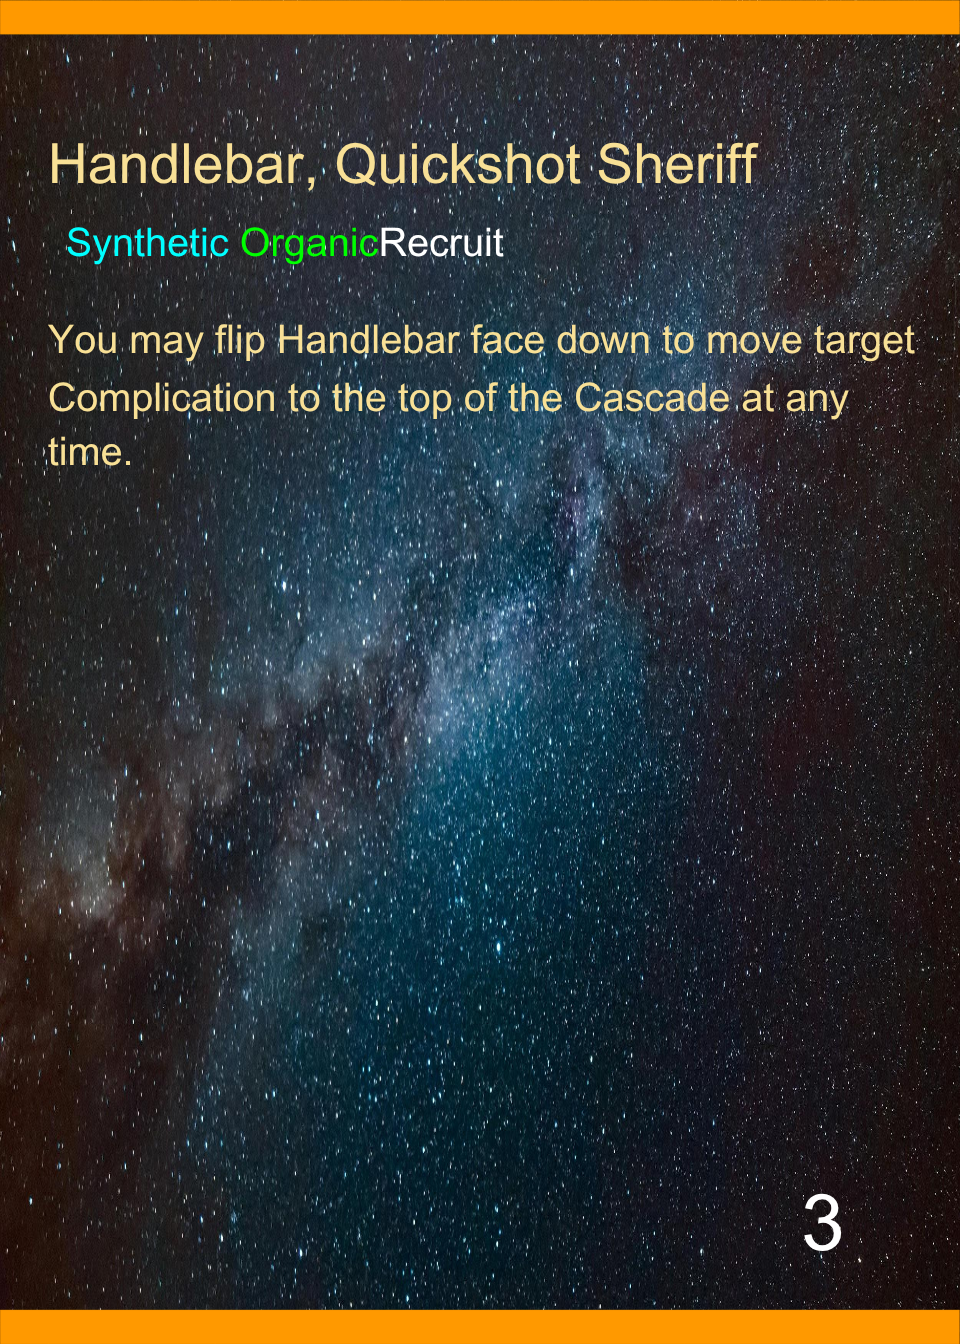 Handlebar, Quickshot Sheriff
Synthetic OrganicRecruit
You may flip Handlebar face down to move target
Complication to the top of the Cascade at any
time.
3